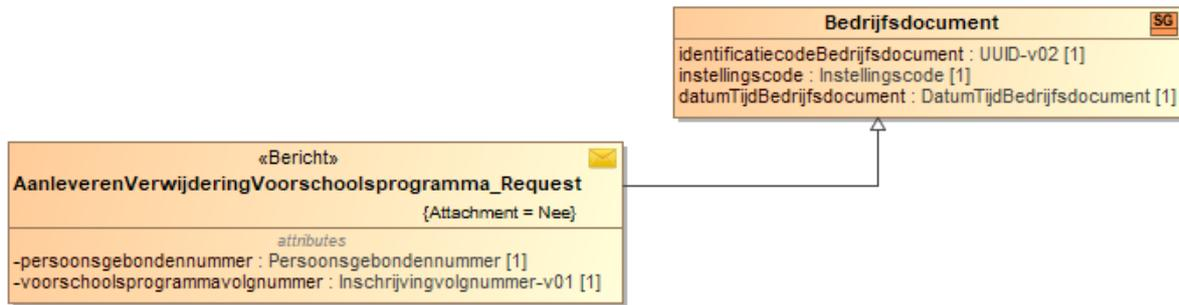 Bedrijfsdocument
SG
identificatiecodeBedrijfsdocument : UUID-v02 [1]
instellingscode : Instellingscode [1]
datumTijdBedrijfsdocument : DatumTijdBedrijfsdocument [1]
«Bericht»
AanleverenVerwijderingVoorschoolsprogramma_Request
{Attachment = Nee}
attributes
-persoonsgebondennummer : Persoonsgebondennummer [1]
-voorschoolsprogrammavolgnummer : Inschrijvingvolgnummer-v01 [1]